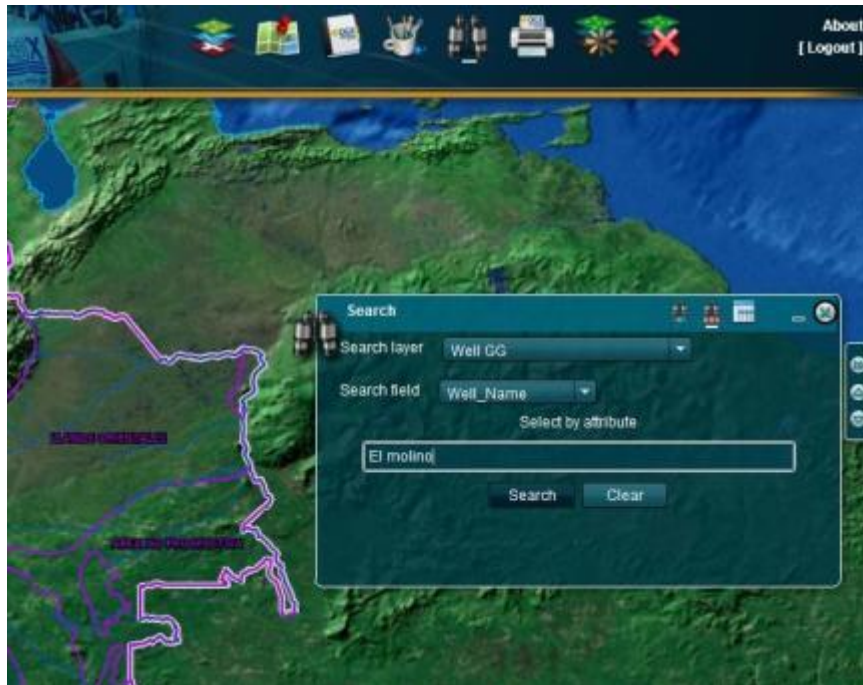 About
[ Logout ]
Search
Search layer
Well GG
Search field
Well_Name
Select by attribute
El molino
Search
Clear